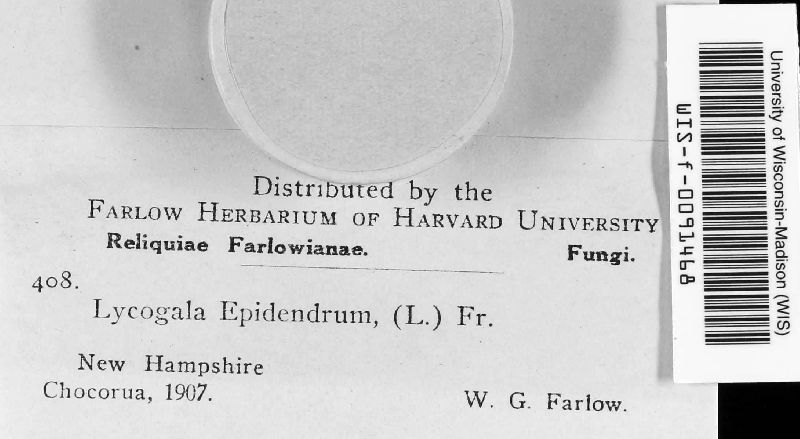 Distributed by the
FARLOW HERBARIUM OF HARVARD UNIVERSITY
Reliquiae Farlowianae. Fungi.
408.
Lycogala Epidendrum, (L.) Fr.
New Hampshire
Chocorua, 1907.
W. G. Farlow.
University of Wisconsin-Madison (WIS)
WIS-f-0091468